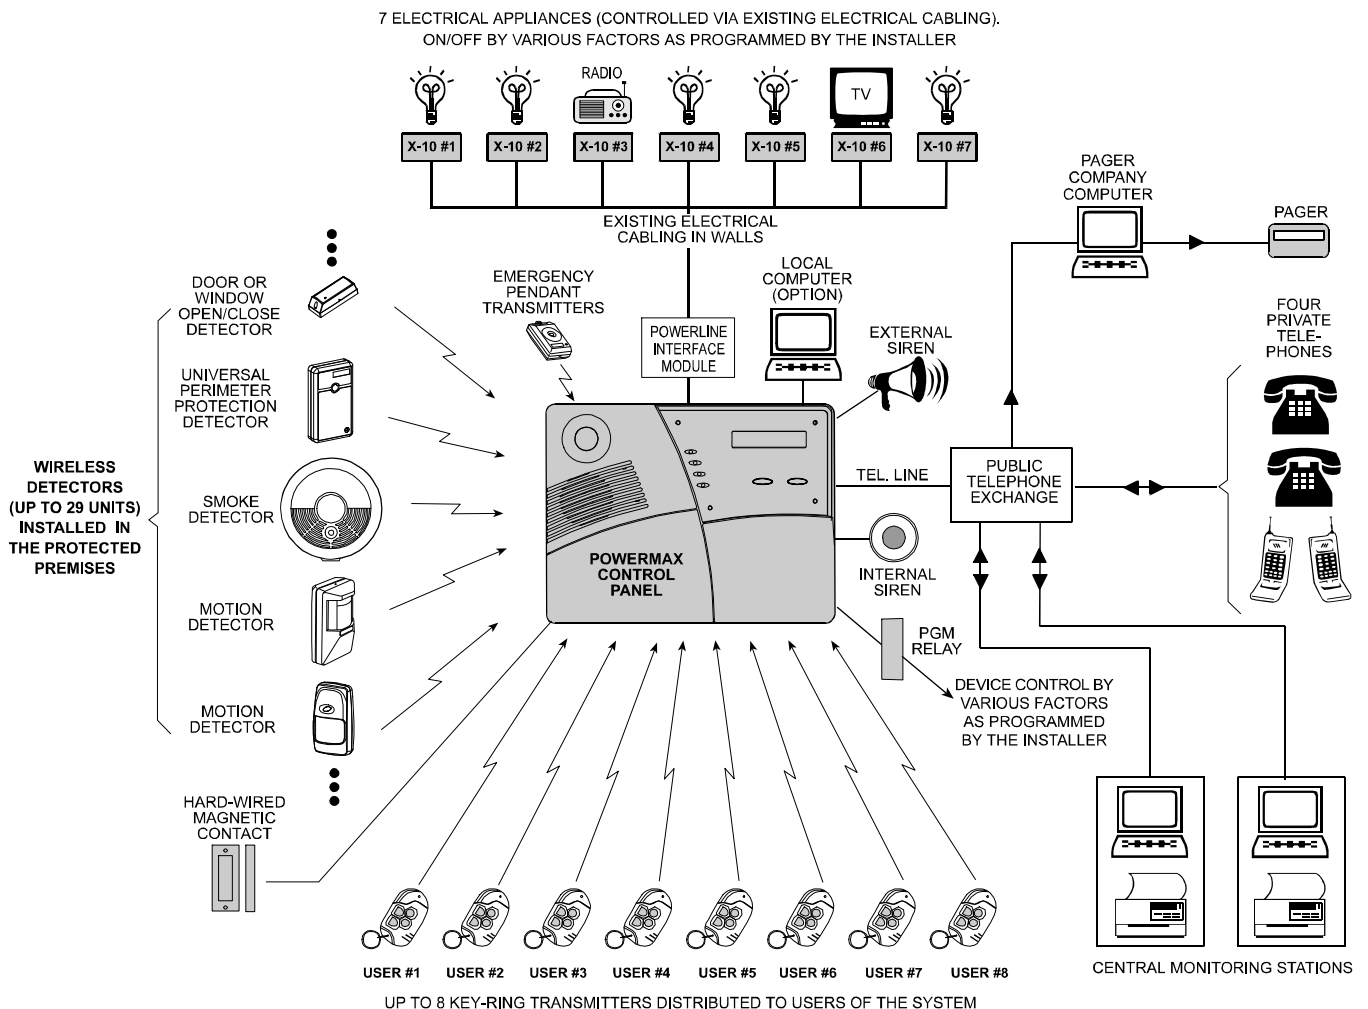 7 ELECTRICAL APPLIANCES (CONTROLLED VIA EXISTING ELECTRICAL CABLING).
ON/OFF BY VARIOUS FACTORS AS PROGRAMMED BY THE INSTALLER
RADIO
TV
X-10 #1
X-10 #2
X-10 #3
X-10 #4
X-10 #5
X-10 #6
X-10 #7
EXISTING ELECTRICAL
CABLING IN WALLS
PAGER
COMPANY
COMPUTER
PAGER
DOOR OR
WINDOW
OPEN/CLOSE
DETECTOR
EMERGENCY
PENDANT
TRANSMITTERS
POWERLINE
INTERFACE
MODULE
LOCAL
COMPUTER
(OPTION)
EXTERNAL
SIREN
FOUR
PRIVATE
TELE-
PHONES
UNIVERSAL
PERIMETER
PROTECTION
DETECTOR
WIRELESS
DETECTORS
(UP TO 29 UNITS)
INSTALLED IN
THE PROTECTED
PREMISES
SMOKE
DETECTOR
TEL. LINE
PUBLIC
TELEPHONE
EXCHANGE
POWERMAX
CONTROL
PANEL
INTERNAL
SIREN
MOTION
DETECTOR
PGM
RELAY
MOTION
DETECTOR
DEVICE CONTROL BY
VARIOUS FACTORS
AS PROGRAMMED
BY THE INSTALLER
HARD-WIRED
MAGNETIC
CONTACT
USER #1
USER #2
USER #3
USER #4
USER #5
USER #6
USER #7
USER #8
CENTRAL MONITORING STATIONS
UP TO 8 KEY-RING TRANSMITTERS DISTRIBUTED TO USERS OF THE SYSTEM